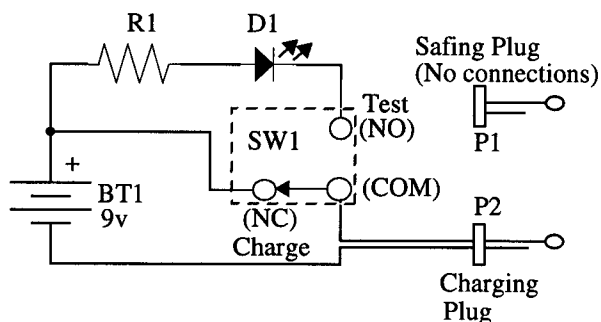 R1
D1
Safing Plug
(No connections)
P1
Test
(NO)
SW1
+
BT1
9v
(COM)
(NC)
Charge
P2
Charging
Plug